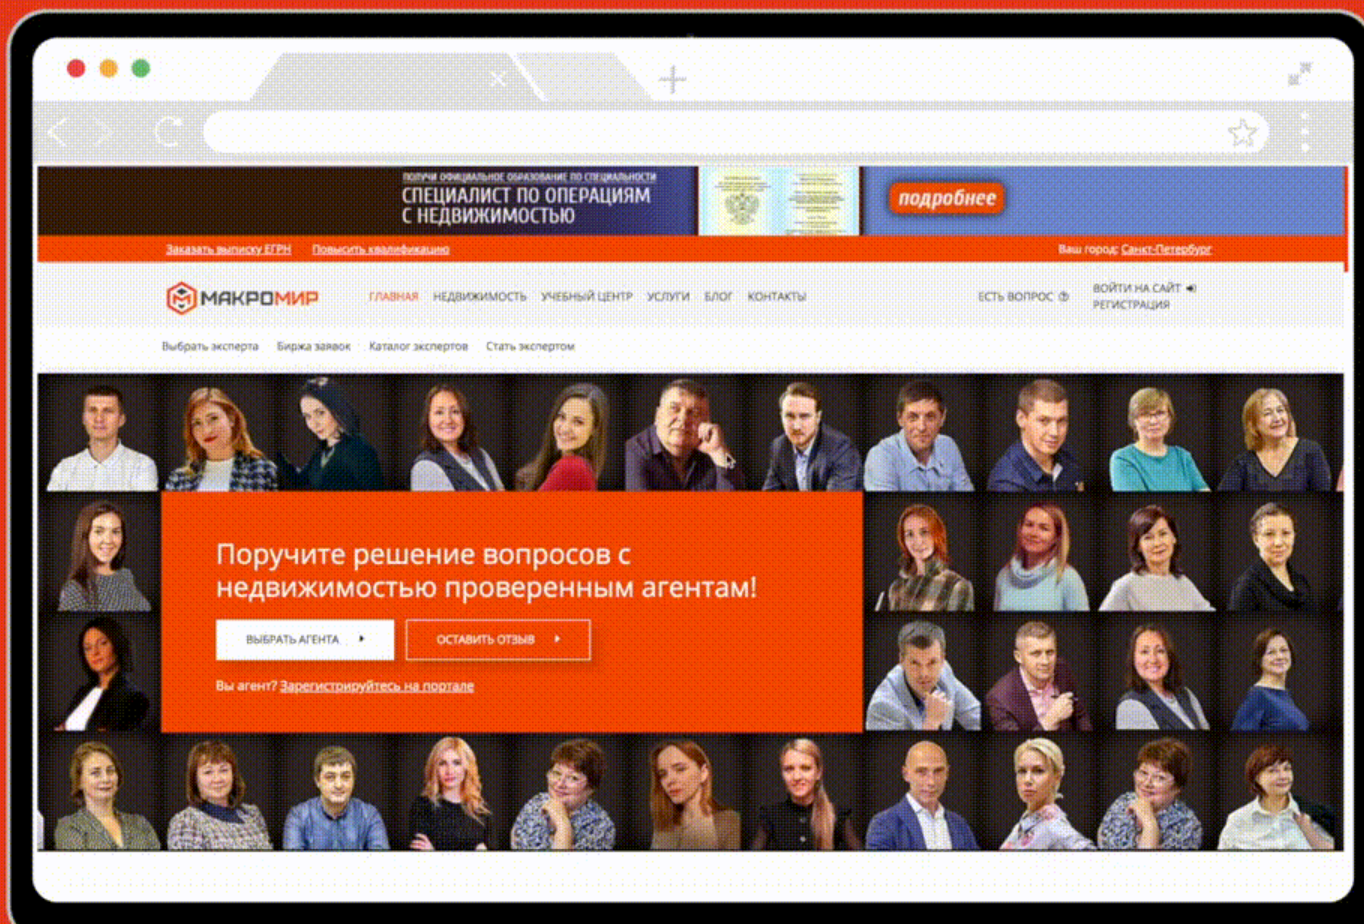 ПОЛУЧИ ОФИЦИАЛЬНОЕ ОБРАЗОВАНИЕ ПО СПЕЦИАЛЬНОСТИ
СПЕЦИАЛИСТ ПО ОПЕРАЦИЯМ
С НЕДВИЖИМОСТЬЮ
подробнее
Заказать выписку ЕГРН Повысить квалификацию Ваш город: Санкт-Петербург
МАКРОМИР ГЛАВНАЯ НЕДВИЖИМОСТЬ УЧЕБНЫЙ ЦЕНТР УСЛУГИ БЛОГ КОНТАКТЫ ЕСТЬ ВОПРОС ВОЙТИ НА САЙТ
РЕГИСТРАЦИЯ
Выбрать эксперта Биржа заявок Каталог экспертов Стать экспертом
Поручите решение вопросов с
недвижимостью проверенным агентам!
ВЫБРАТЬ АГЕНТА ОСТАВИТЬ ОТЗЫВ
Вы агент? Зарегистрируйтесь на портале